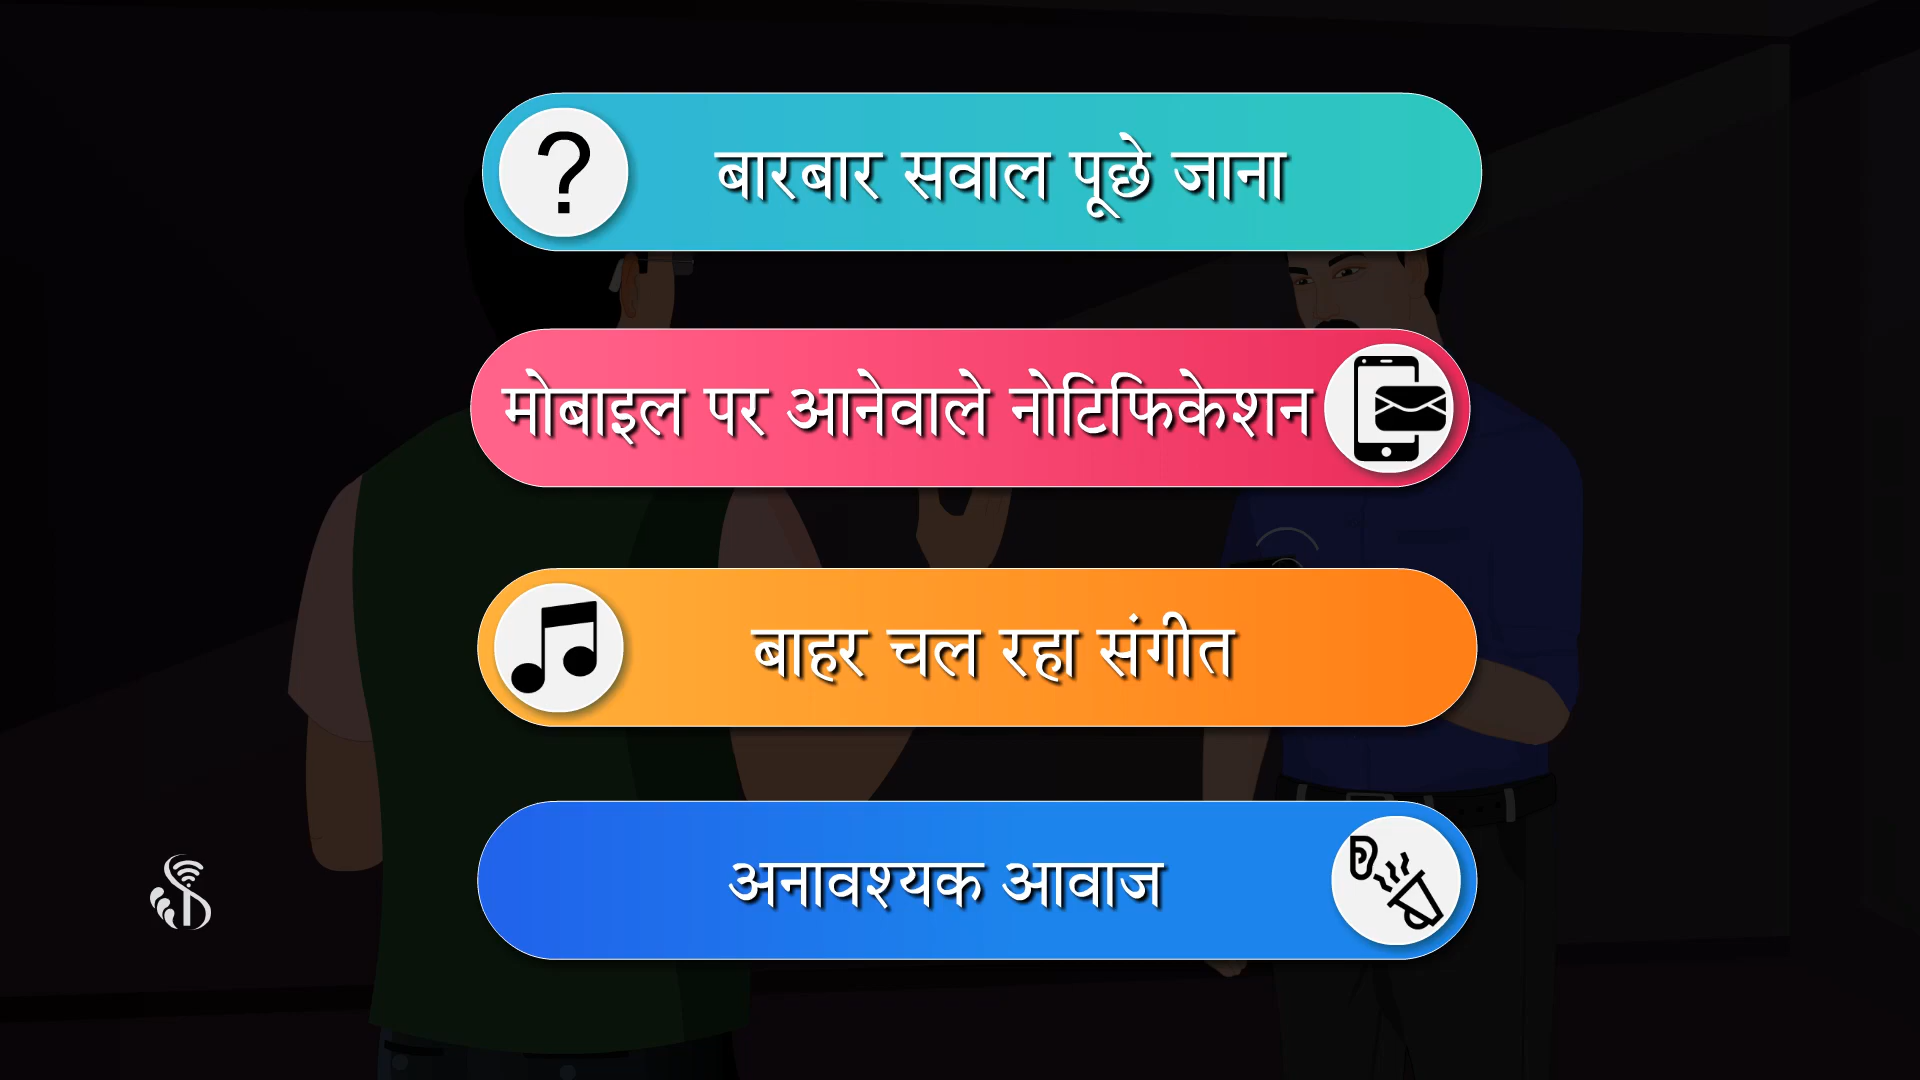 ?
बारबार सवाल पूछे जाना
मोबाइल पर आनेवाले नोटिफिकेशन
बाहर चल रहा संगीत
अनावश्यक आवाज